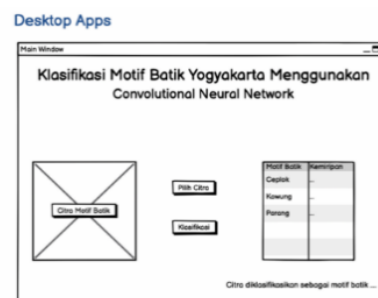 Desktop Apps
Main Window
Klasifikasi Motif Batik Yogyakarta Menggunakan
Convolutional Neural Network
Citra Motif Batik
Pilih Citra
Klasifikasi
Motif Batik Kemiripan
Ceplok ...
Kawung ...
Parang ...
Citra diklasifikasikan sebagai motif batik ...